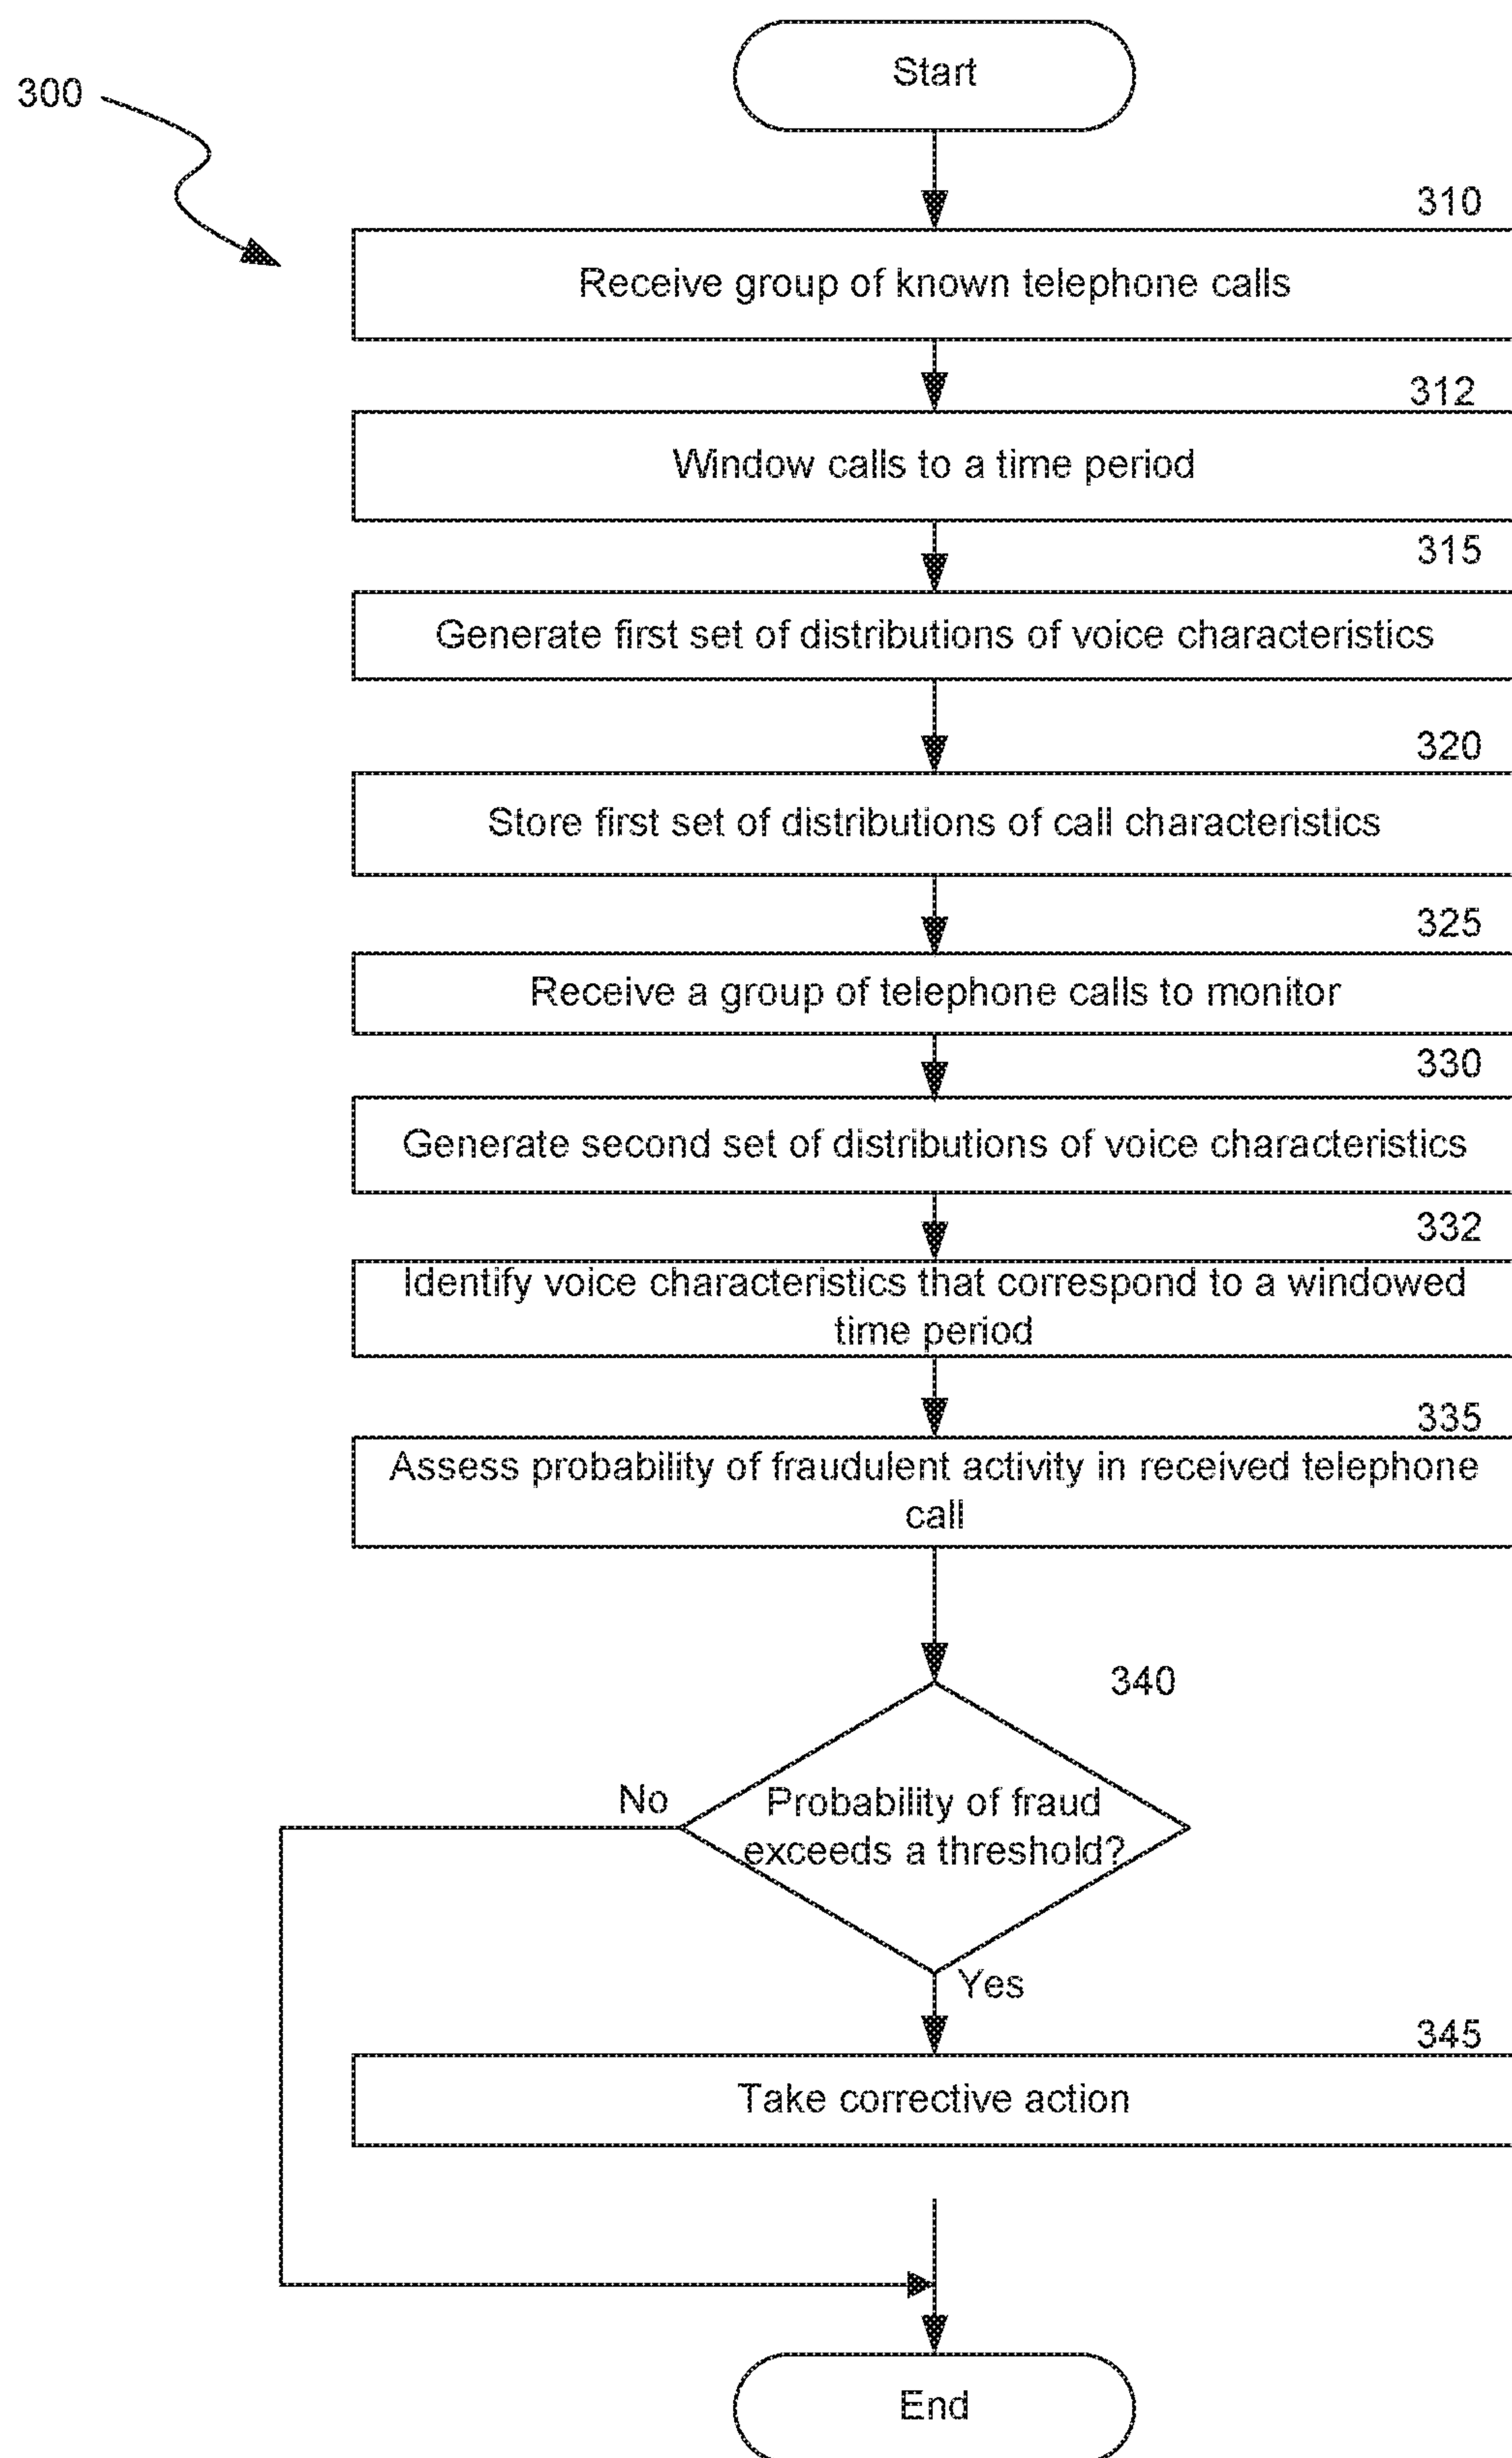 Start
300
310
Receive group of known telephone calls
312
Window calls to a time period
315
Generate first set of distributions of voice characteristics
320
Store first set of distributions of call characteristics
325
Receive a group of telephone calls to monitor
330
Generate second set of distributions of voice characteristics
332
Identify voice characteristics that correspond to a windowed
time period
335
Assess probability of fraudulent activity in received telephone
call
340
No
Probability of fraud
exceeds a threshold?
Yes
345
Take corrective action
End